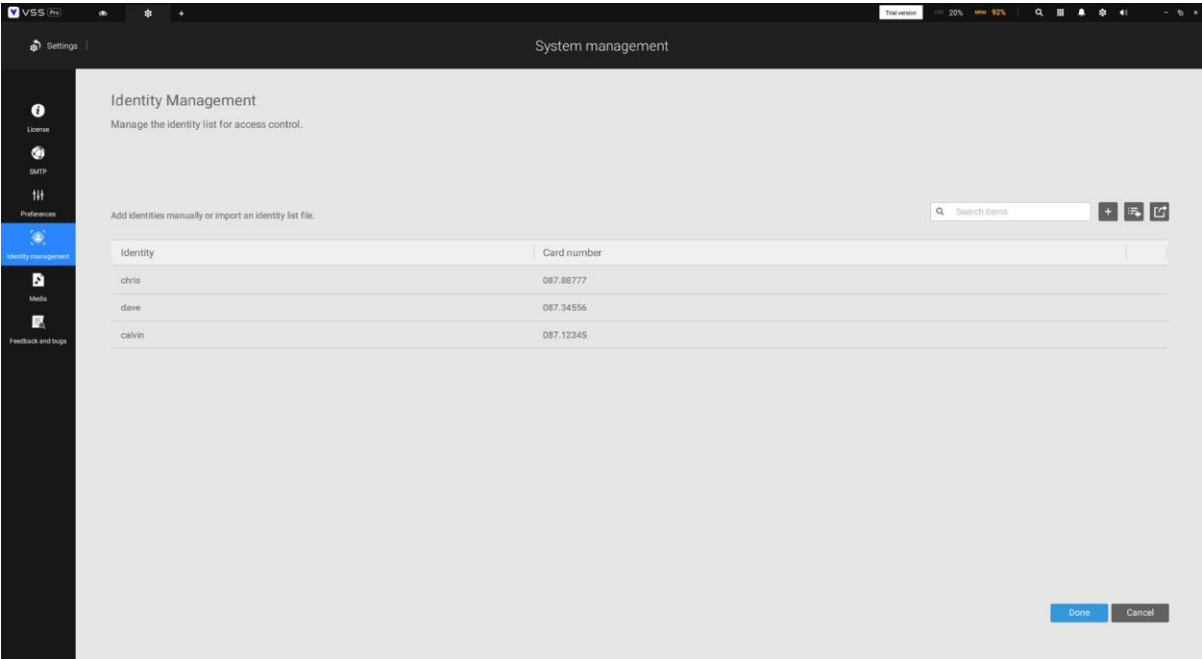 VSS Pro
Trial version CPU 20% MEM 92%
Settings
System management
License
SMTP
Preferences
Identity management
Media
Feedback and bugs
Identity Management
Manage the identity list for access control.
Add identities manually or import an identity list file.
Search items
Identity Card number
chris 087.88777
dave 087.34556
calvin 087.12345
Done Cancel